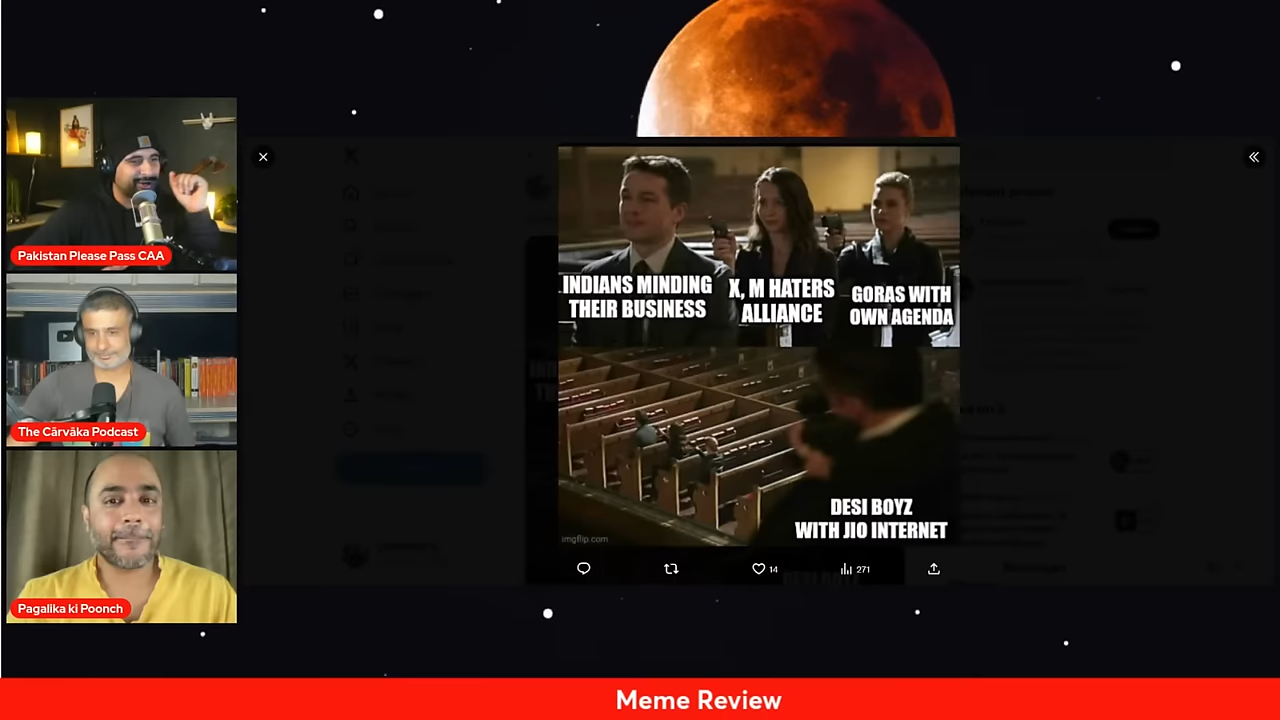 Pakistan Please Pass CAA
The Cārvāka Podcast
Pagalika ki Poonch
INDIANS MINDING
THEIR BUSINESS
X, M HATERS
ALLIANCE
GORAS WITH
OWN AGENDA
DESI BOYZ
WITH JIO INTERNET
imgflip.com
14
271
Meme Review